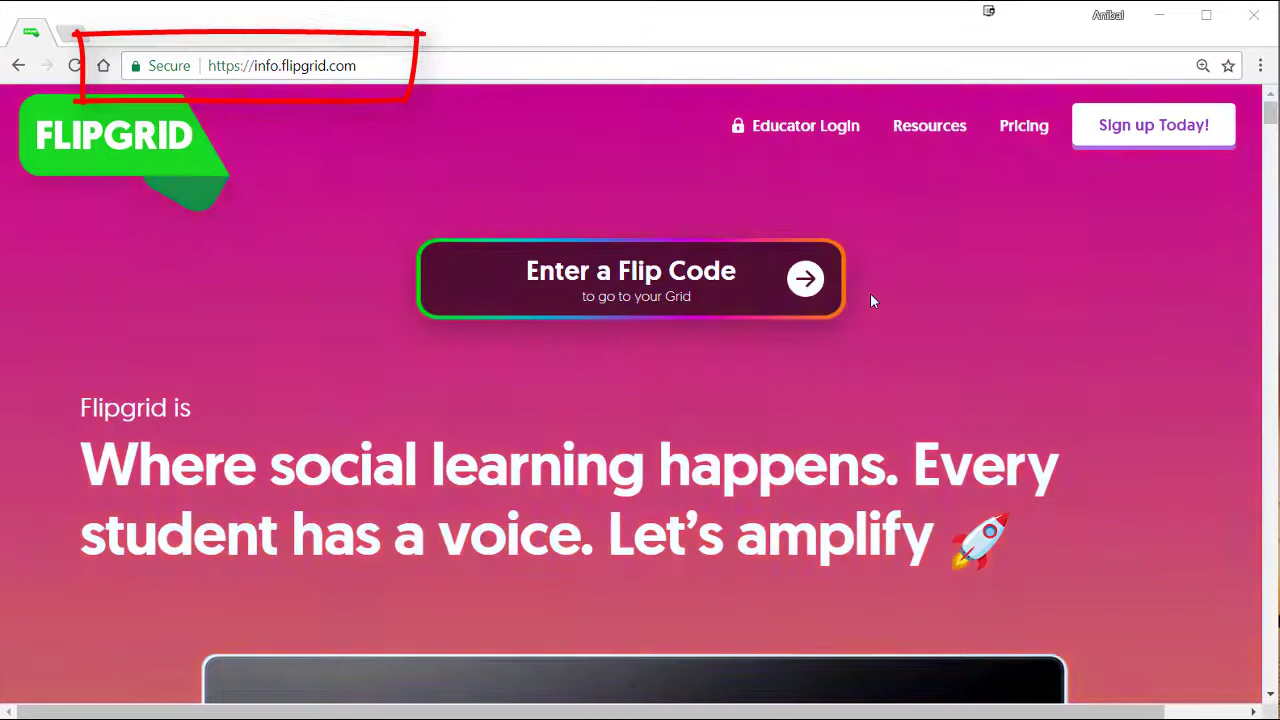 Anibal
Secure https://info.flipgrid.com
FLIPGRID
Educator Login Resources Pricing Sign up Today!
Enter a Flip Code
to go to your Grid
Flipgrid is
Where social learning happens. Every
student has a voice. Let's amplify 🚀